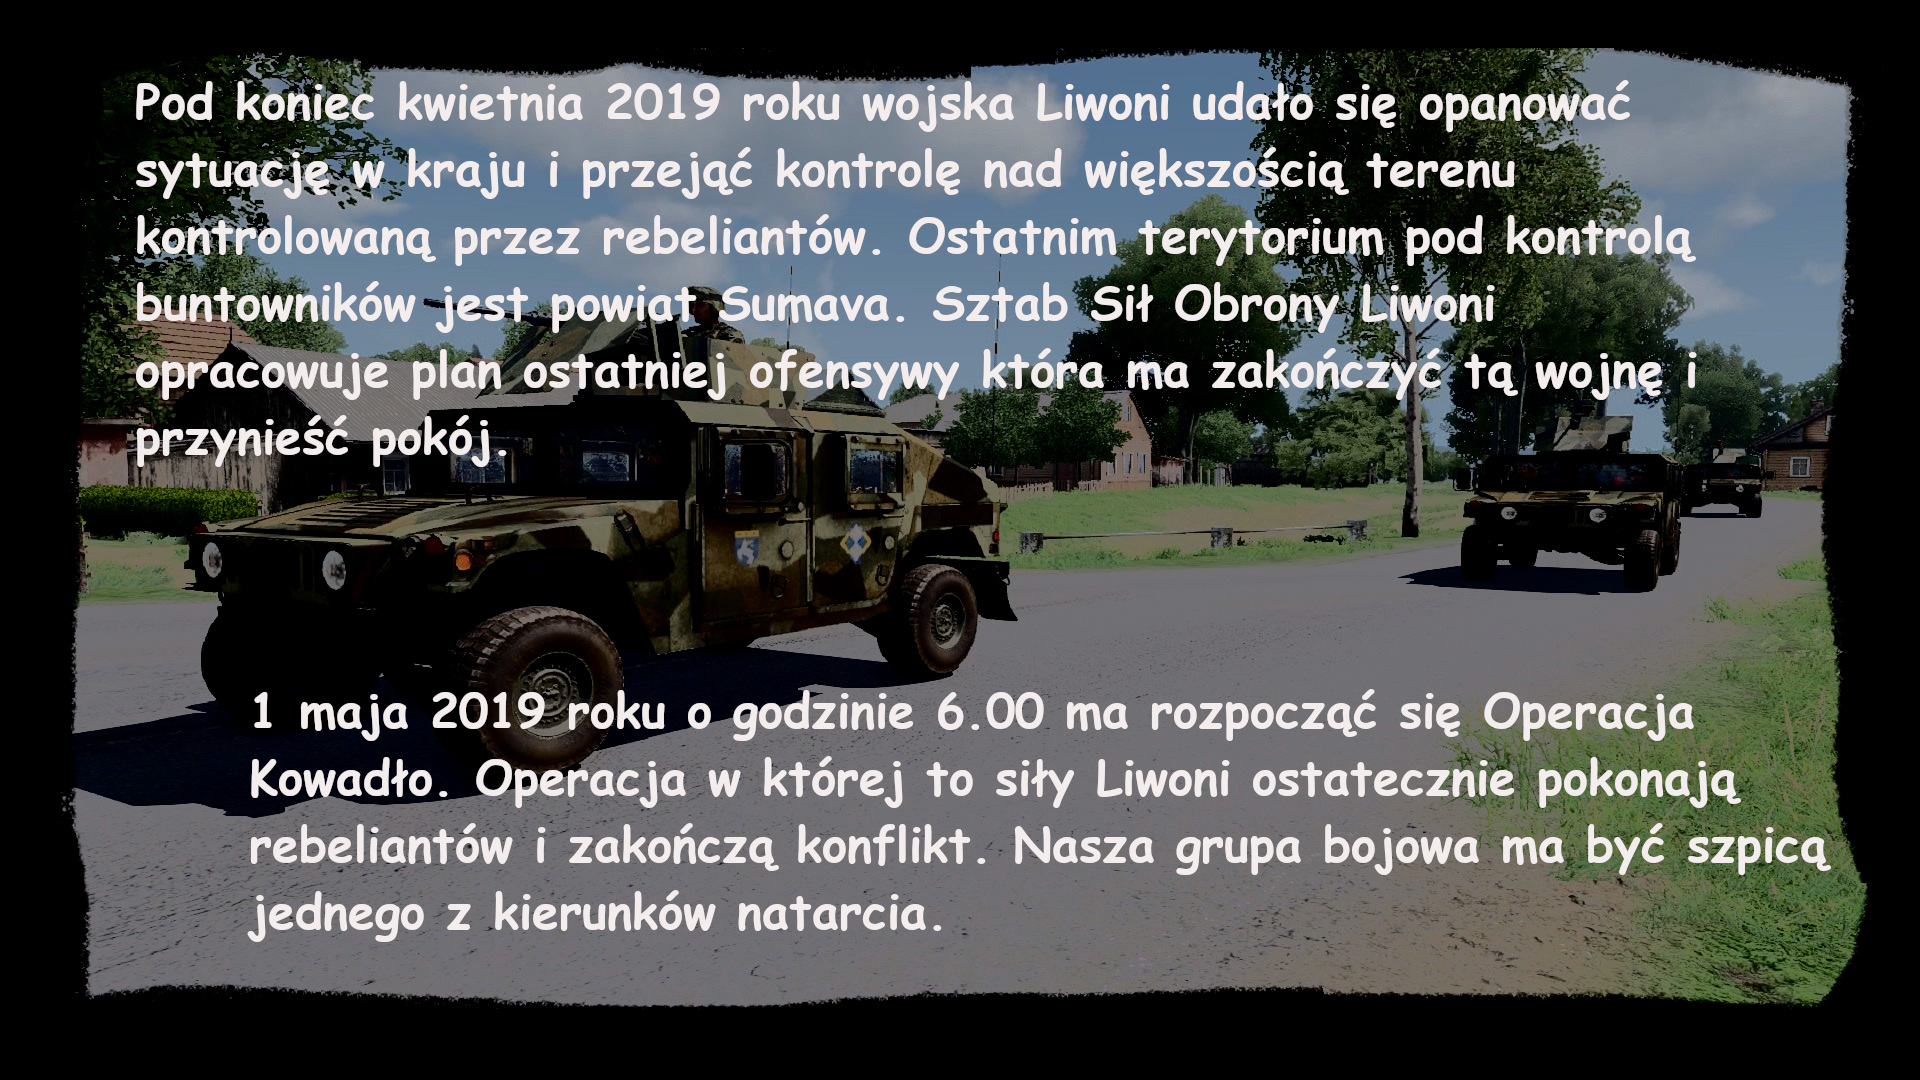 Pod koniec kwietnia 2019 roku wojska Liwoni udało się opanować
sytuację w kraju i przejąć kontrolę nad większością terenu
kontrolowaną przez rebeliantów. Ostatnim terytorium pod kontrolą
buntowników jest powiat Sumava. Sztab Sił Obrony Liwoni
opracowuje plan ostatniej ofensywy która ma zakończyć tą wojnę i
przynieść pokój.
1 maja 2019 roku o godzinie 6.00 ma rozpocząć się Operacja
Kowadło. Operacja w której to siły Liwoni ostatecznie pokonają
rebeliantów i zakończą konflikt. Nasza grupa bojowa ma być szpicą
jednego z kierunków natarcia.